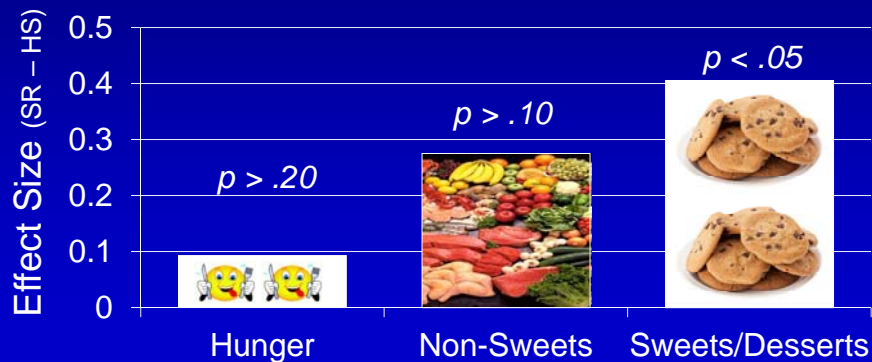 Effect Size (SR – HS)
0.5
0.4
0.3
0.2
0.1
0
p > .20
p > .10
p < .05
Hunger
Non-Sweets
Sweets/Desserts